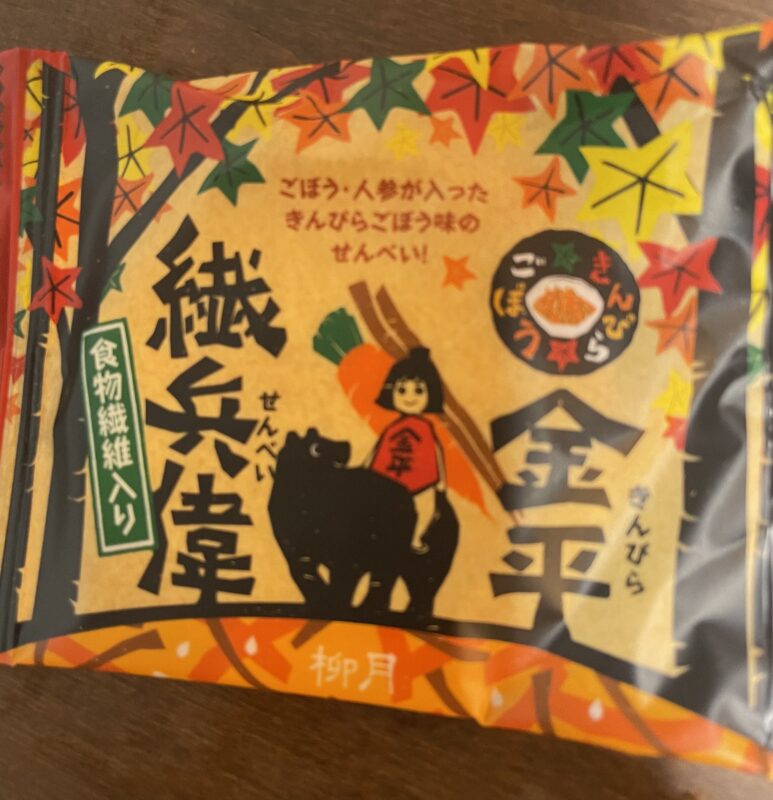 ごぼう・人参が入った
きんぴらごぼう味の
せんべい!
きんぴら
ごぼう
金平
きんぴら
繊兵偉
せんべい
食物繊維入り
金平
柳月